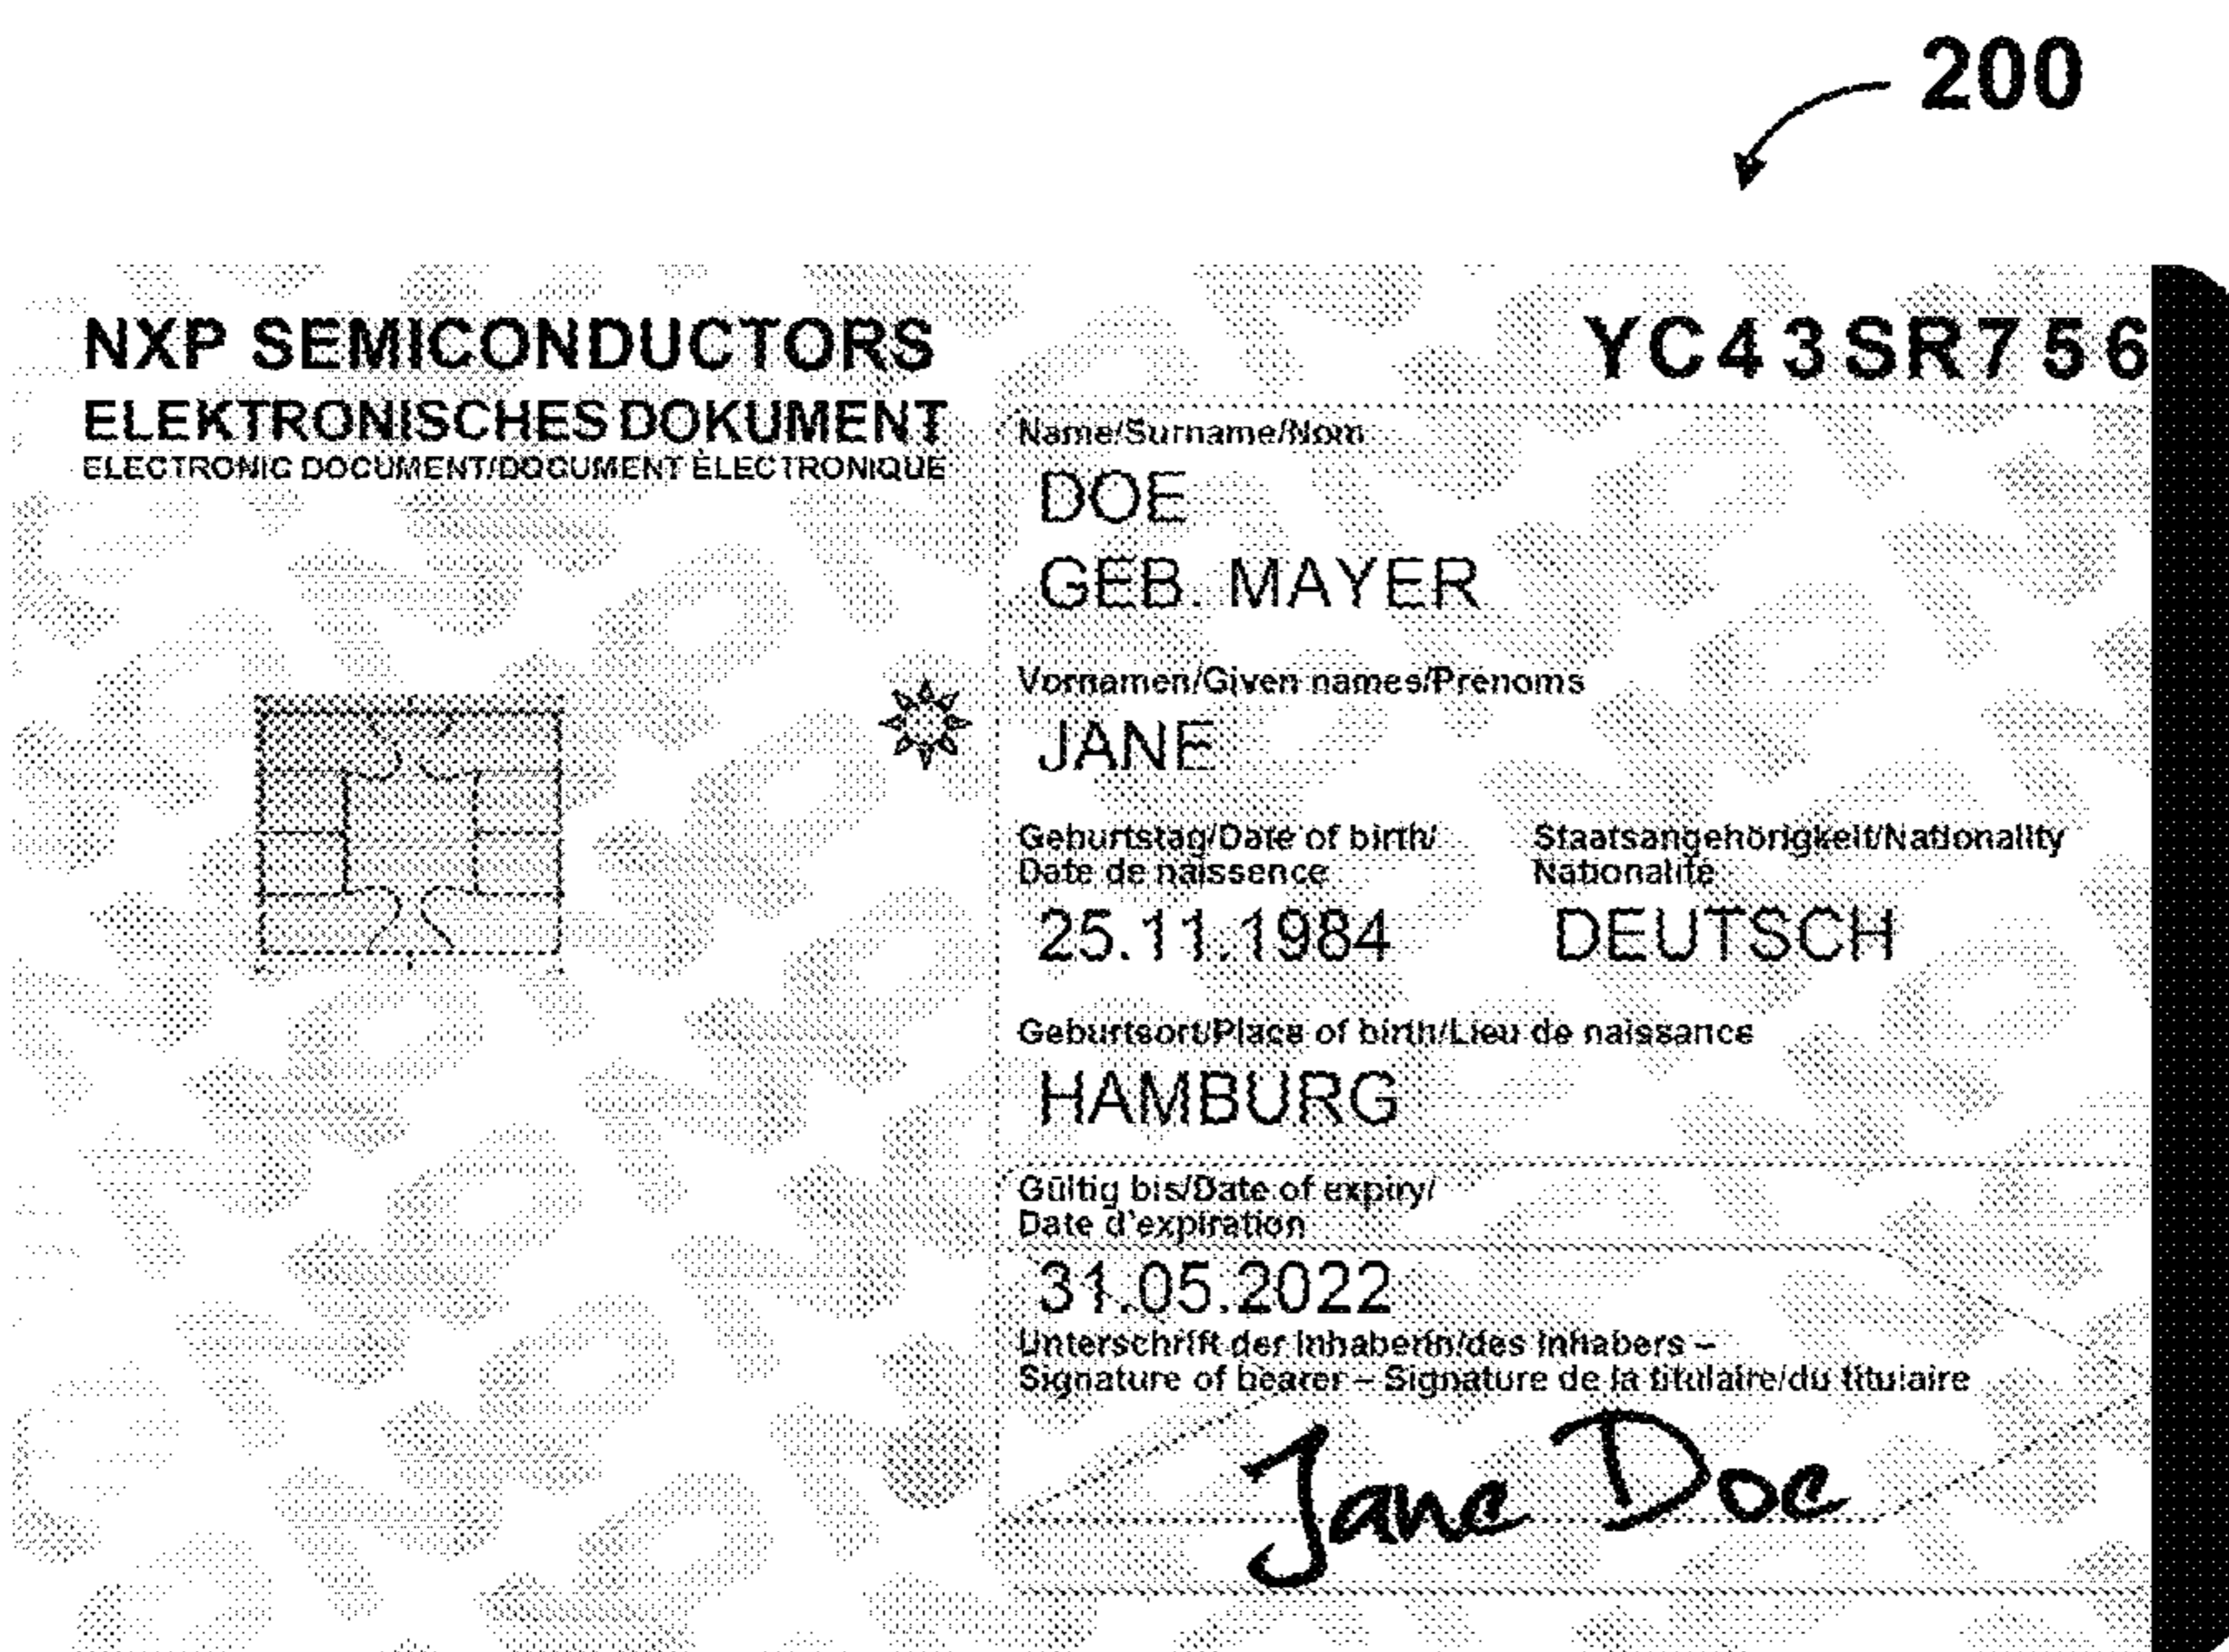 200
NXP SEMICONDUCTORS
ELEKTRONISCHES DOKUMENT
ELECTRONIC DOCUMENT/DOCUMENT ÉLECTRONIQUE
YC43SR756
Name/Surname/Nom
DOE
GEB. MAYER
Vornamen/Given names/Prenoms
JANE
Geburtstag/Date of birth/
Date de naissence
25.11.1984
Staatsangehörigkeit/Nationality
Nationalité
DEUTSCH
Geburtsort/Place of birth/Lieu de naissance
HAMBURG
Gültig bis/Date of expiry/
Date d'expiration
31.05.2022
Unterschrift der Inhaberin/des Inhabers –
Signature of bearer – Signature de la titulaire/du titulaire
Jane Doe